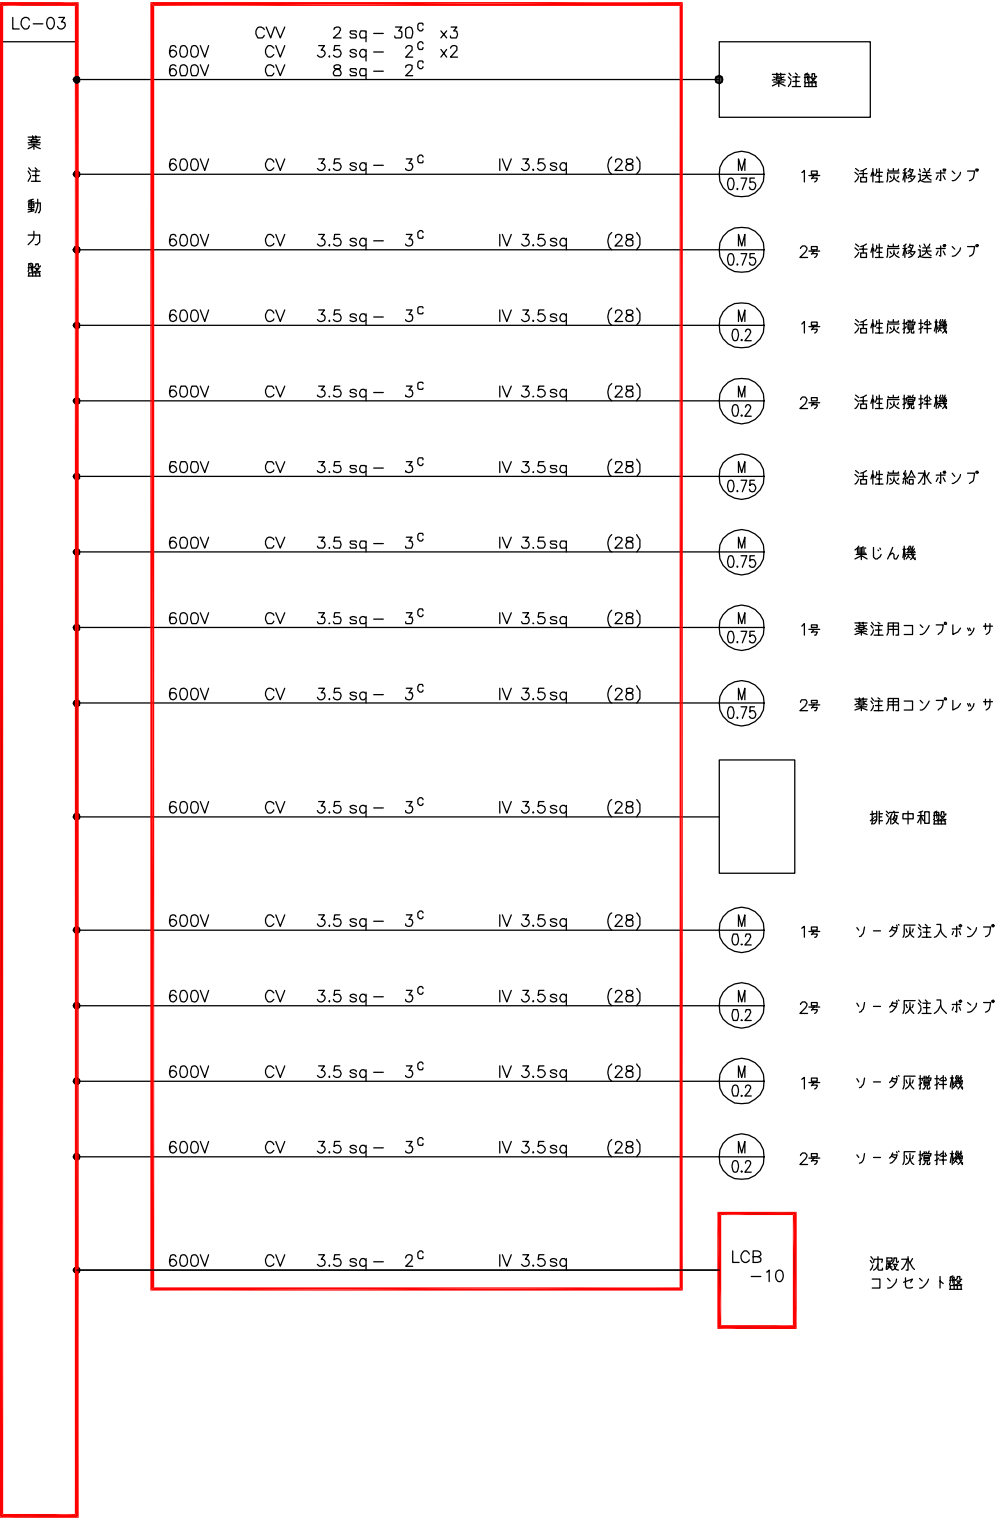 LC-03
薬注動力盤
CVV 2 sq - 30C x3
600V CV 3.5 sq - 2C x2
600V CV 8 sq - 2C
薬注盤
600V CV 3.5 sq - 3C IV 3.5sq (28) M 0.75 1号 活性炭移送ポンプ
600V CV 3.5 sq - 3C IV 3.5sq (28) M 0.75 2号 活性炭移送ポンプ
600V CV 3.5 sq - 3C IV 3.5sq (28) M 0.2 1号 活性炭撹拌機
600V CV 3.5 sq - 3C IV 3.5sq (28) M 0.2 2号 活性炭撹拌機
600V CV 3.5 sq - 3C IV 3.5sq (28) M 0.75 活性炭給水ポンプ
600V CV 3.5 sq - 3C IV 3.5sq (28) M 0.75 集じん機
600V CV 3.5 sq - 3C IV 3.5sq (28) M 0.75 1号 薬注用コンプレッサ
600V CV 3.5 sq - 3C IV 3.5sq (28) M 0.75 2号 薬注用コンプレッサ
600V CV 3.5 sq - 3C IV 3.5sq (28) 排液中和盤
600V CV 3.5 sq - 3C IV 3.5sq (28) M 0.2 1号 ソーダ灰注入ポンプ
600V CV 3.5 sq - 3C IV 3.5sq (28) M 0.2 2号 ソーダ灰注入ポンプ
600V CV 3.5 sq - 3C IV 3.5sq (28) M 0.2 1号 ソーダ灰撹拌機
600V CV 3.5 sq - 3C IV 3.5sq (28) M 0.2 2号 ソーダ灰撹拌機
600V CV 3.5 sq - 2C IV 3.5sq
LCB
-10
沈殿水
コンセント盤